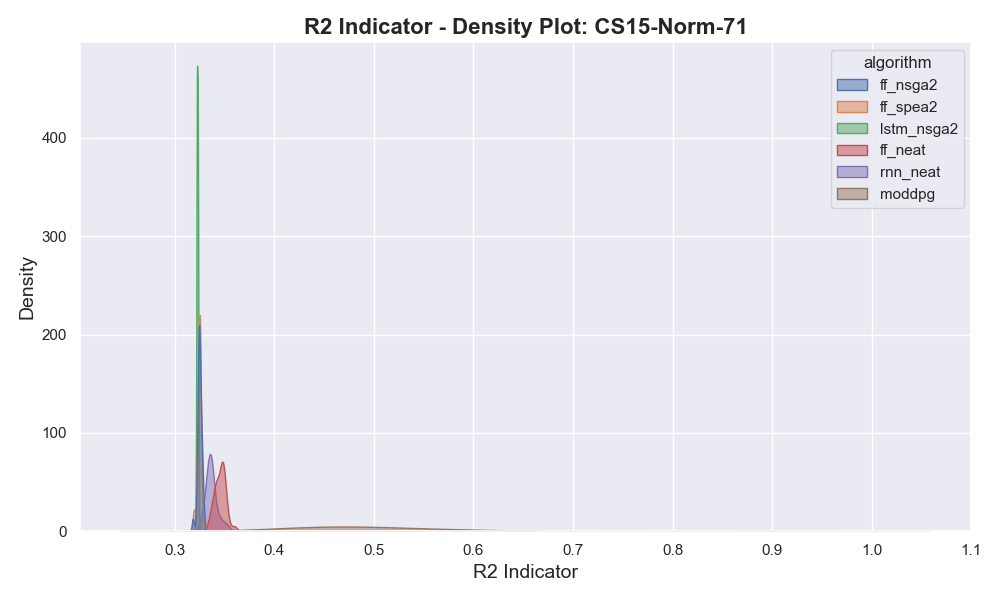 R2 Indicator - Density Plot: CS15-Norm-71
algorithm
ff_nsga2
ff_spea2
lstm_nsga2
ff_neat
rnn_neat
moddpg
400
300
200
100
0
Density
0.3 0.4 0.5 0.6 0.7 0.8 0.9 1.0 1.1
R2 Indicator